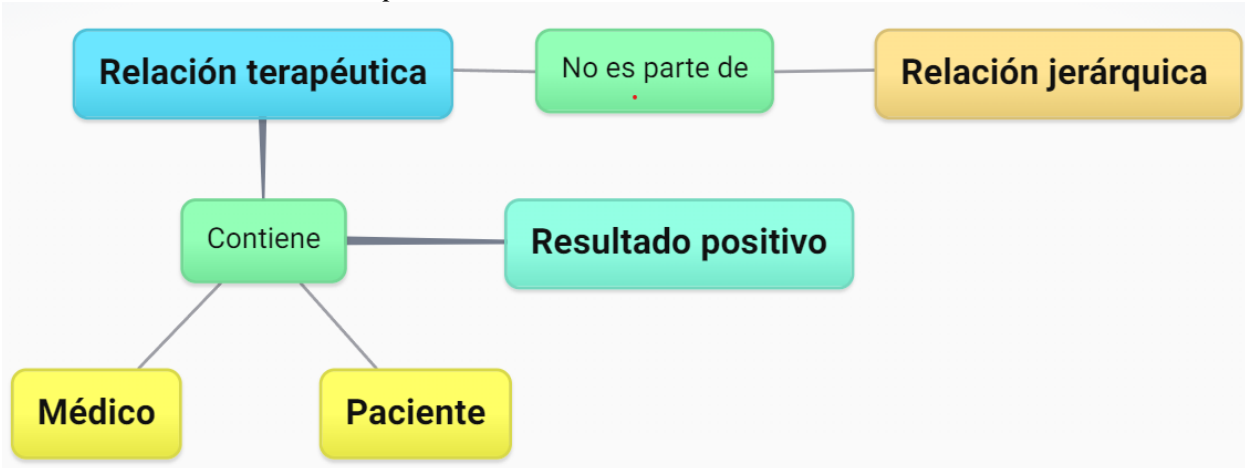 Relación terapéutica
No es parte de
Relación jerárquica
Contiene
Resultado positivo
Médico
Paciente